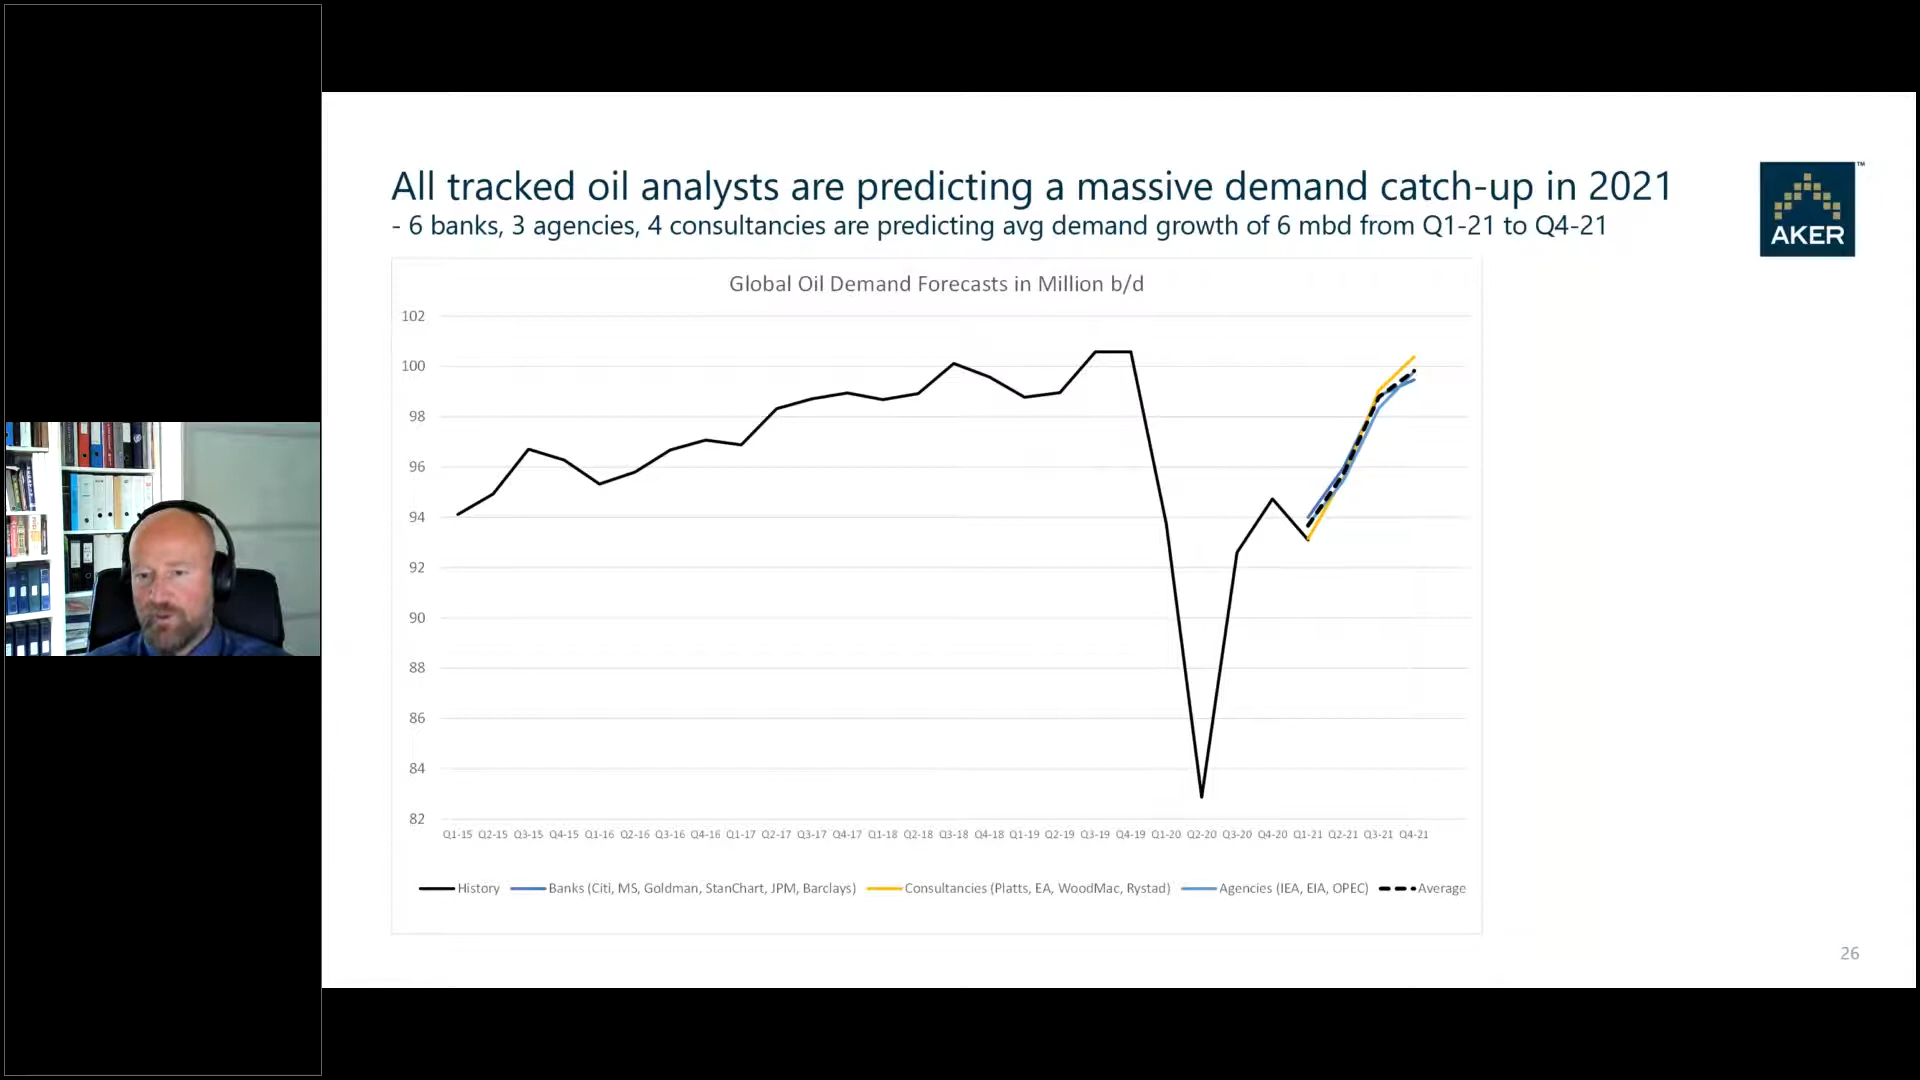 All tracked oil analysts are predicting a massive demand catch-up in 2021
- 6 banks, 3 agencies, 4 consultancies are predicting avg demand growth of 6 mbd from Q1-21 to Q4-21
AKER
TM
Global Oil Demand Forecasts in Million b/d
102
100
98
96
94
92
90
88
86
84
82
Q1-15 Q2-15 Q3-15 Q4-15 Q1-16 Q2-16 Q3-16 Q4-16 Q1-17 Q2-17 Q3-17 Q4-17 Q1-18 Q2-18 Q3-18 Q4-18 Q1-19 Q2-19 Q3-19 Q4-19 Q1-20 Q2-20 Q3-20 Q4-20 Q1-21 Q2-21 Q3-21 Q4-21
History Banks (Citi, MS, Goldman, StanChart, JPM, Barclays) Consultancies (Platts, EA, WoodMac, Rystad) Agencies (IEA, EIA, OPEC) Average
26